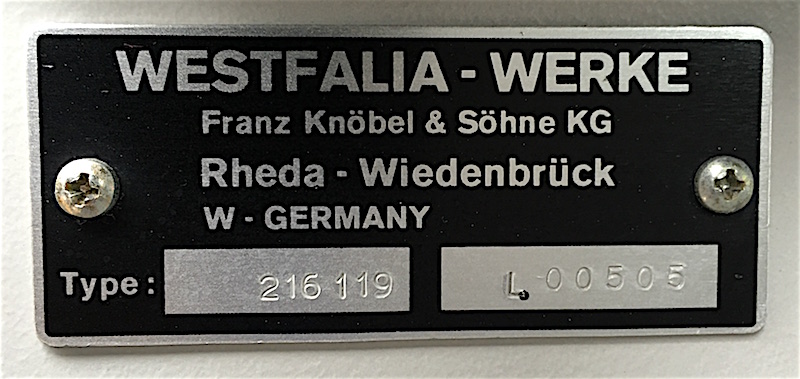 WESTFALIA - WERKE
Franz Knöbel & Söhne KG
Rheda - Wiedenbrück
W - GERMANY
Type: 216 119 L.00505